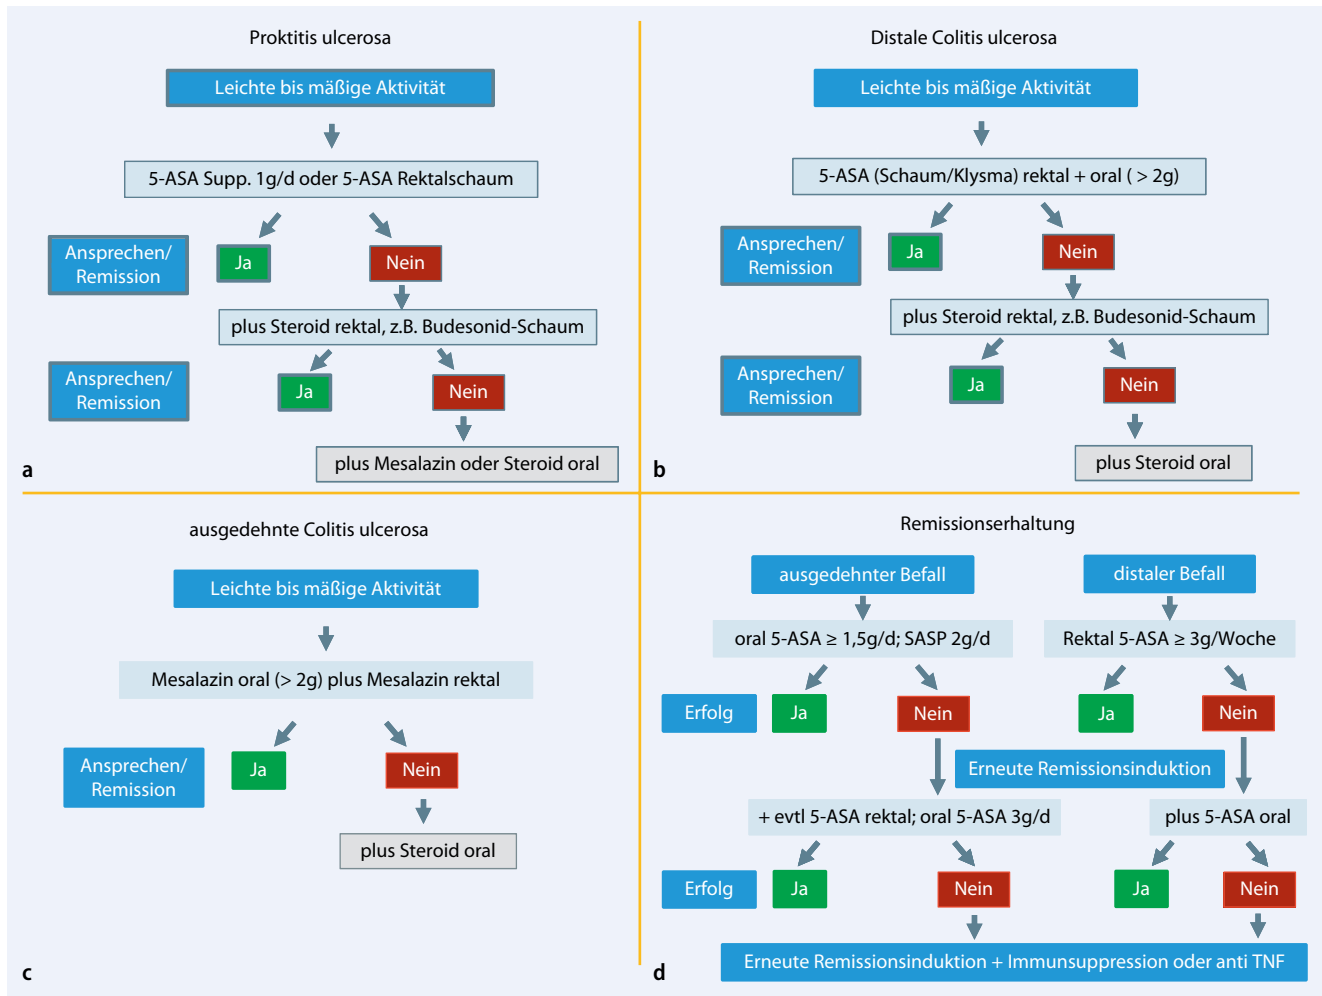 Proktitis ulcerosa
Leichte bis mäßige Aktivität
5-ASA Supp. 1g/d oder 5-ASA Rektalschaum
Ansprechen/
Remission
Ja
Nein
plus Steroid rektal, z.B. Budesonid-Schaum
Ansprechen/
Remission
Ja
Nein
plus Mesalazin oder Steroid oral
a
Distale Colitis ulcerosa
Leichte bis mäßige Aktivität
5-ASA (Schaum/Klysma) rektal + oral ( > 2g)
Ansprechen/
Remission
Ja
Nein
plus Steroid rektal, z.B. Budesonid-Schaum
Ansprechen/
Remission
Ja
Nein
plus Steroid oral
b
ausgedehnte Colitis ulcerosa
Leichte bis mäßige Aktivität
Mesalazin oral (> 2g) plus Mesalazin rektal
Ansprechen/
Remission
Ja
Nein
plus Steroid oral
c
Remissionserhaltung
ausgedehnter Befall
distaler Befall
oral 5-ASA ≥ 1,5g/d; SASP 2g/d
Rektal 5-ASA ≥ 3g/Woche
Erfolg
Ja
Nein
Ja
Nein
Erneute Remissionsinduktion
+ evtl 5-ASA rektal; oral 5-ASA 3g/d
plus 5-ASA oral
Erfolg
Ja
Nein
Ja
Nein
Erneute Remissionsinduktion + Immunsuppression oder anti TNF
d